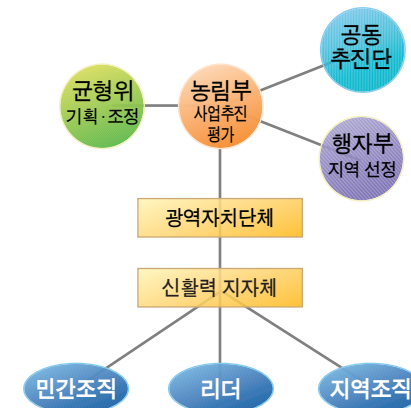 공동
추진단
균형위
기획·조정
농림부
사업추진
평가
행자부
지역 선정
광역자치단체
신활력 지자체
민간조직
리더
지역조직